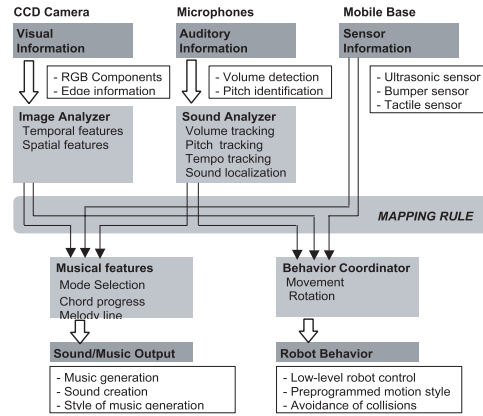 CCD Camera
Microphones
Mobile Base
Visual
Information
Auditory
Information
Sensor
Information
- RGB Components
- Edge information
- Volume detection
- Pitch identification
- Ultrasonic sensor
- Bumper sensor
- Tactile sensor
Image Analyzer
Temporal features
Spatial features
Sound Analyzer
Volume tracking
Pitch tracking
Tempo tracking
Sound localization
MAPPING RULE
Musical features
Mode Selection
Chord progress
Melody line
Behavior Coordinator
Movement
Rotation
Sound/Music Output
Robot Behavior
- Music generation
- Sound creation
- Style of music generation
- Low-level robot control
- Preprogrammed motion style
- Avoidance of collisions